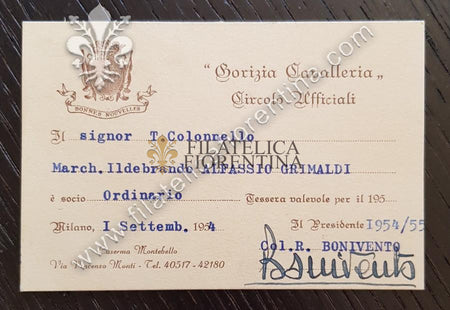 BONNES NOUVELLES
"Gorizia Cavalleria„
Circolo Ufficiali
Il signor T.Colonnello
March. Ildebrando ALFASSIO GRIMALDI
è socio Ordinario Tessera valevole per il 195
Milano, I Settemb. 1954 Il Presidente I954/55
Caserma Montebello Col.R. BONIVENTO
Via Vincenzo Monti - Tel. 40517 - 42180 Bonivento
FILATELICA
FIORENTINA
www.filatelicafiorentina.com